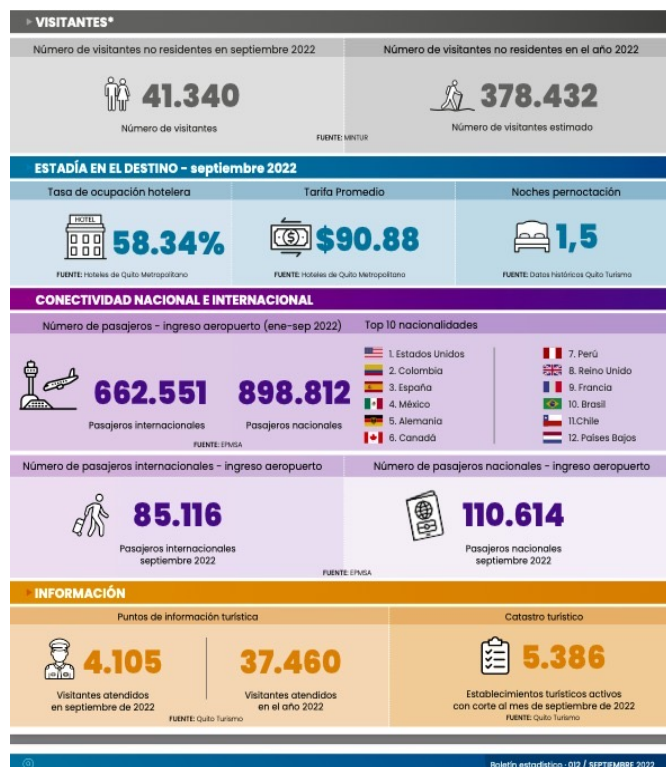 VISITANTES*
Número de visitantes no residentes en septiembre 2022
41.340
Número de visitantes
Número de visitantes no residentes en el año 2022
378.432
Número de visitantes estimado
FUENTE: MINTUR
ESTADÍA EN EL DESTINO - septiembre 2022
Tasa de ocupación hotelera
HOTEL
58.34%
FUENTE: Hoteles de Quito Metropolitano
Tarifa Promedio
$90.88
FUENTE: Hoteles de Quito Metropolitano
Noches pernoctación
1,5
FUENTE: Datos históricos Quito Turismo
CONECTIVIDAD NACIONAL E INTERNACIONAL
Número de pasajeros - ingreso aeropuerto (ene-sep 2022)
662.551
Pasajeros internacionales
898.812
Pasajeros nacionales
FUENTE: EPMSA
Top 10 nacionalidades
1. Estados Unidos
2. Colombia
3. España
4. México
5. Alemania
6. Canadá
7. Perú
8. Reino Unido
9. Francia
10. Brasil
11.Chile
12. Países Bajos
Número de pasajeros internacionales - ingreso aeropuerto
85.116
Pasajeros internacionales
septiembre 2022
Número de pasajeros nacionales - ingreso aeropuerto
110.614
Pasajeros nacionales
septiembre 2022
FUENTE: EPMSA
INFORMACIÓN
Puntos de información turística
4.105
Visitantes atendidos
en septiembre de 2022
37.460
Visitantes atendidos
en el año 2022
FUENTE: Quito Turismo
Catastro turístico
5.386
Establecimientos turísticos activos
con corte al mes de septiembre de 2022
FUENTE: Quito Turismo
Boletín estadístico - 012 / SEPTIEMBRE 2022